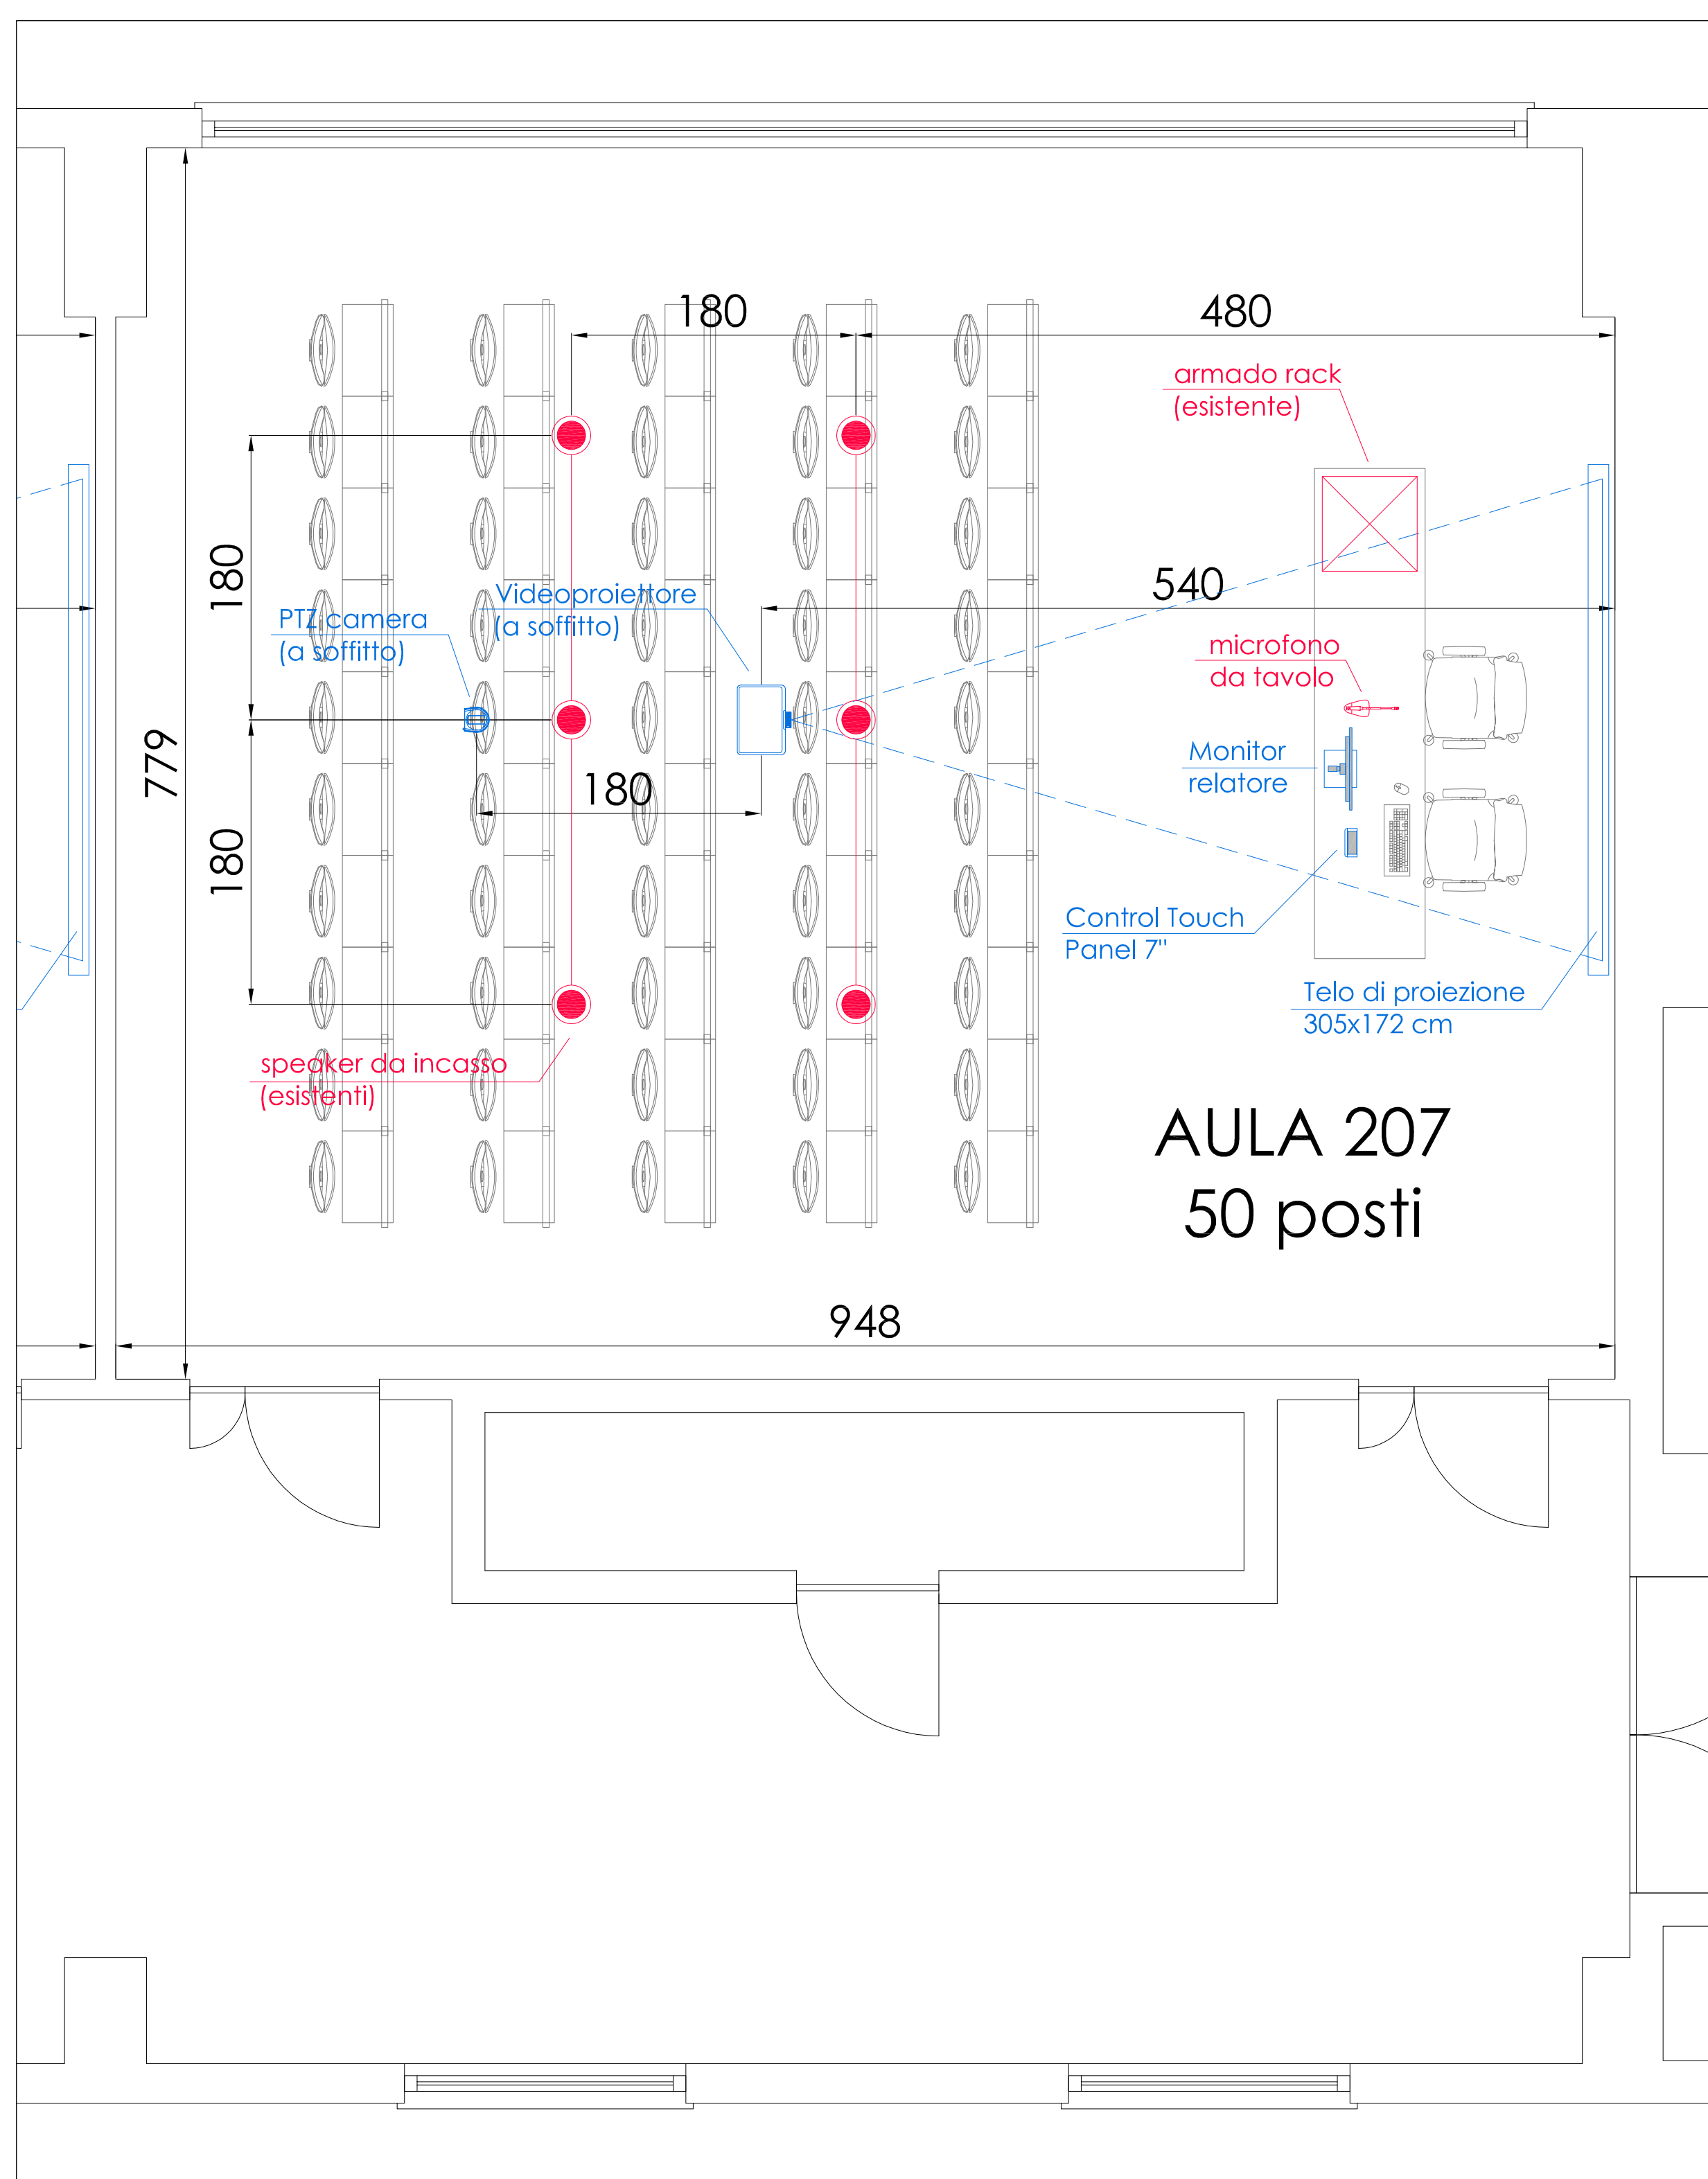 180
480
armado rack
(esistente)
180
540
Videoproiettore
(a soffitto)
PTZ camera
(a soffitto)
microfono
da tavolo
779
Monitor
relatore
180
180
Control Touch
Panel 7"
Telo di proiezione
305x172 cm
speaker da incasso
(esistenti)
AULA 207
50 posti
948